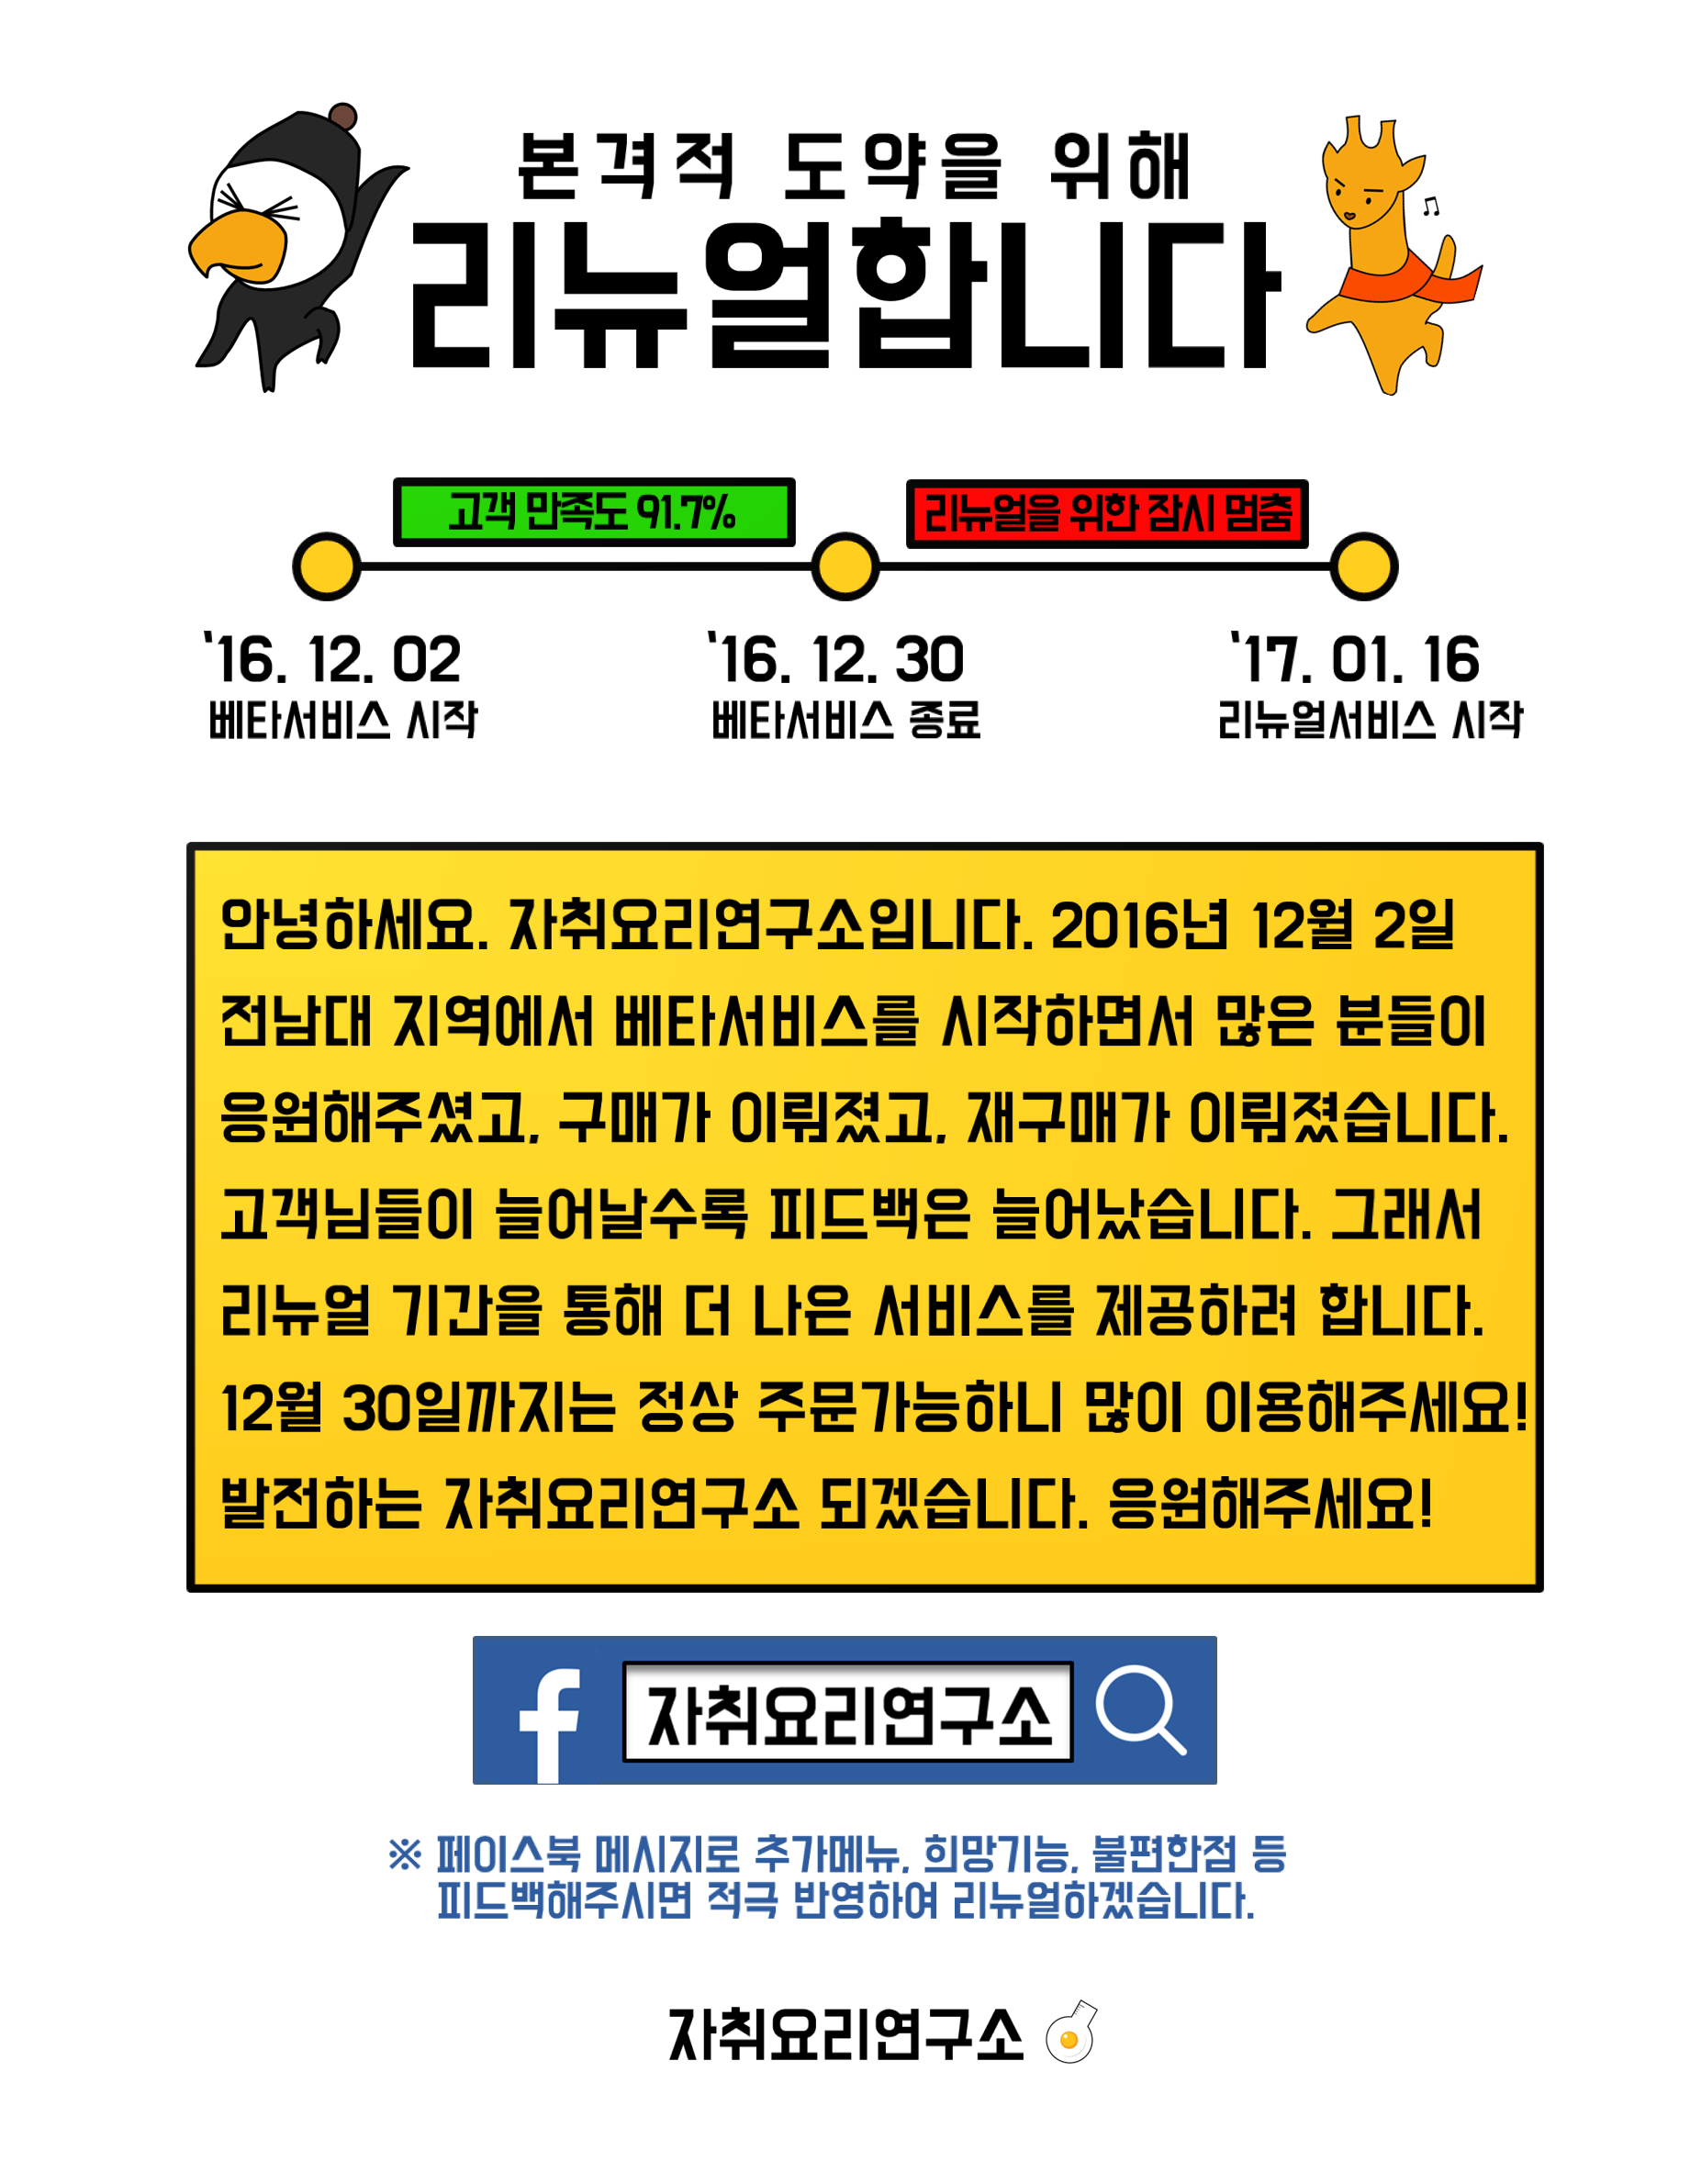 본격적 도약을 위해
리뉴얼합니다
고객 만족도 91.7%
리뉴얼을 위한 잠시 멈춤
'16. 12. 02
베타서비스 시작
'16. 12. 30
베타서비스 종료
'17. 01. 16
리뉴얼서비스 시작
안녕하세요. 자취요리연구소입니다. 2016년 12월 2일
전남대 지역에서 베타서비스를 시작하면서 많은 분들이
응원해주셨고, 구매가 이뤄졌고, 재구매가 이뤄졌습니다.
고객님들이 늘어날수록 피드백은 늘어났습니다. 그래서
리뉴얼 기간을 통해 더 나은 서비스를 제공하려 합니다.
12월 30일까지는 정상 주문가능하니 많이 이용해주세요!
발전하는 자취요리연구소 되겠습니다. 응원해주세요!
f 자취요리연구소
※ 페이스북 메시지로 추가메뉴, 희망기능, 불편한점 등
피드백해주시면 적극 반영하여 리뉴얼하겠습니다.
자취요리연구소